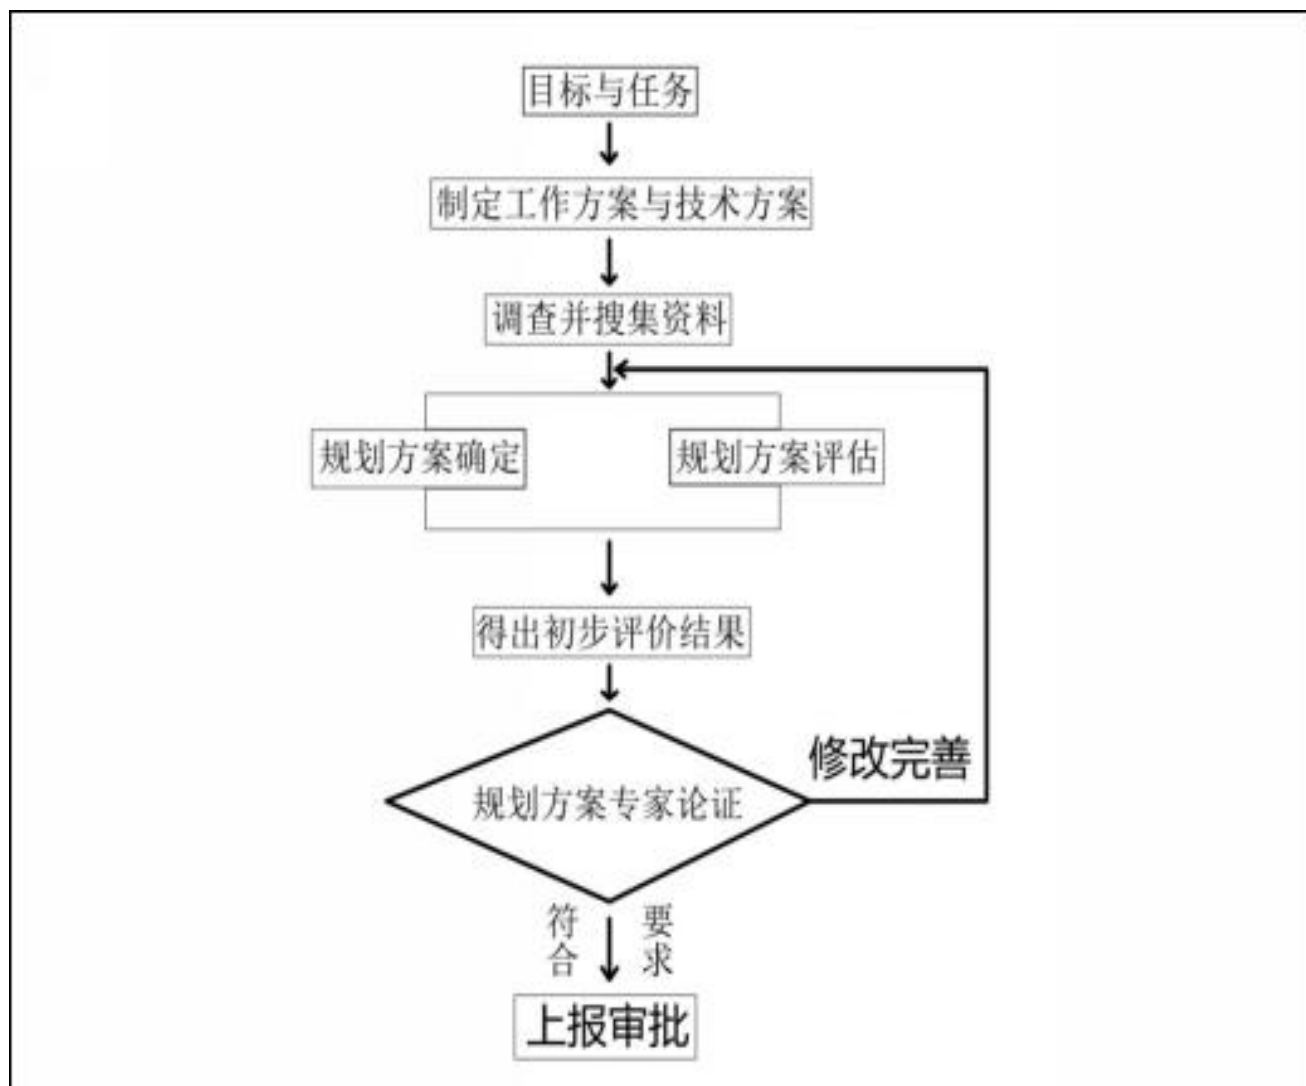 目标与任务
制定工作方案与技术方案
调查并搜集资料
规划方案确定
规划方案评估
得出初步评价结果
修改完善
规划方案专家论证
符合
要求
上报审批